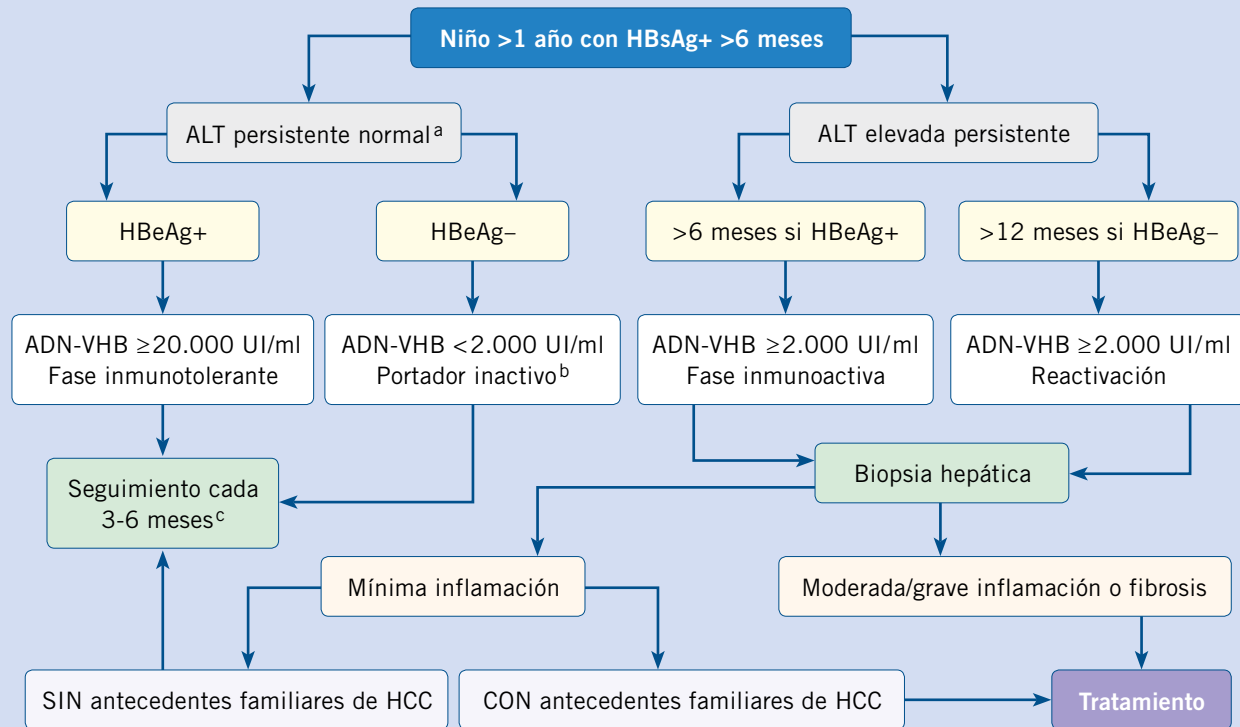 Niño >1 año con HBsAg+ >6 meses
ALT persistente normal a
ALT elevada persistente
HBeAg+
HBeAg–
>6 meses si HBeAg+
>12 meses si HBeAg–
ADN-VHB ≥20.000 UI/ml
Fase inmunotolerante
ADN-VHB <2.000 UI/ml
Portador inactivo b
ADN-VHB ≥2.000 UI/ml
Fase inmunoactiva
ADN-VHB ≥2.000 UI/ml
Reactivación
Seguimiento cada
3-6 meses c
Biopsia hepática
Mínima inflamación
Moderada/grave inflamación o fibrosis
SIN antecedentes familiares de HCC
CON antecedentes familiares de HCC
Tratamiento